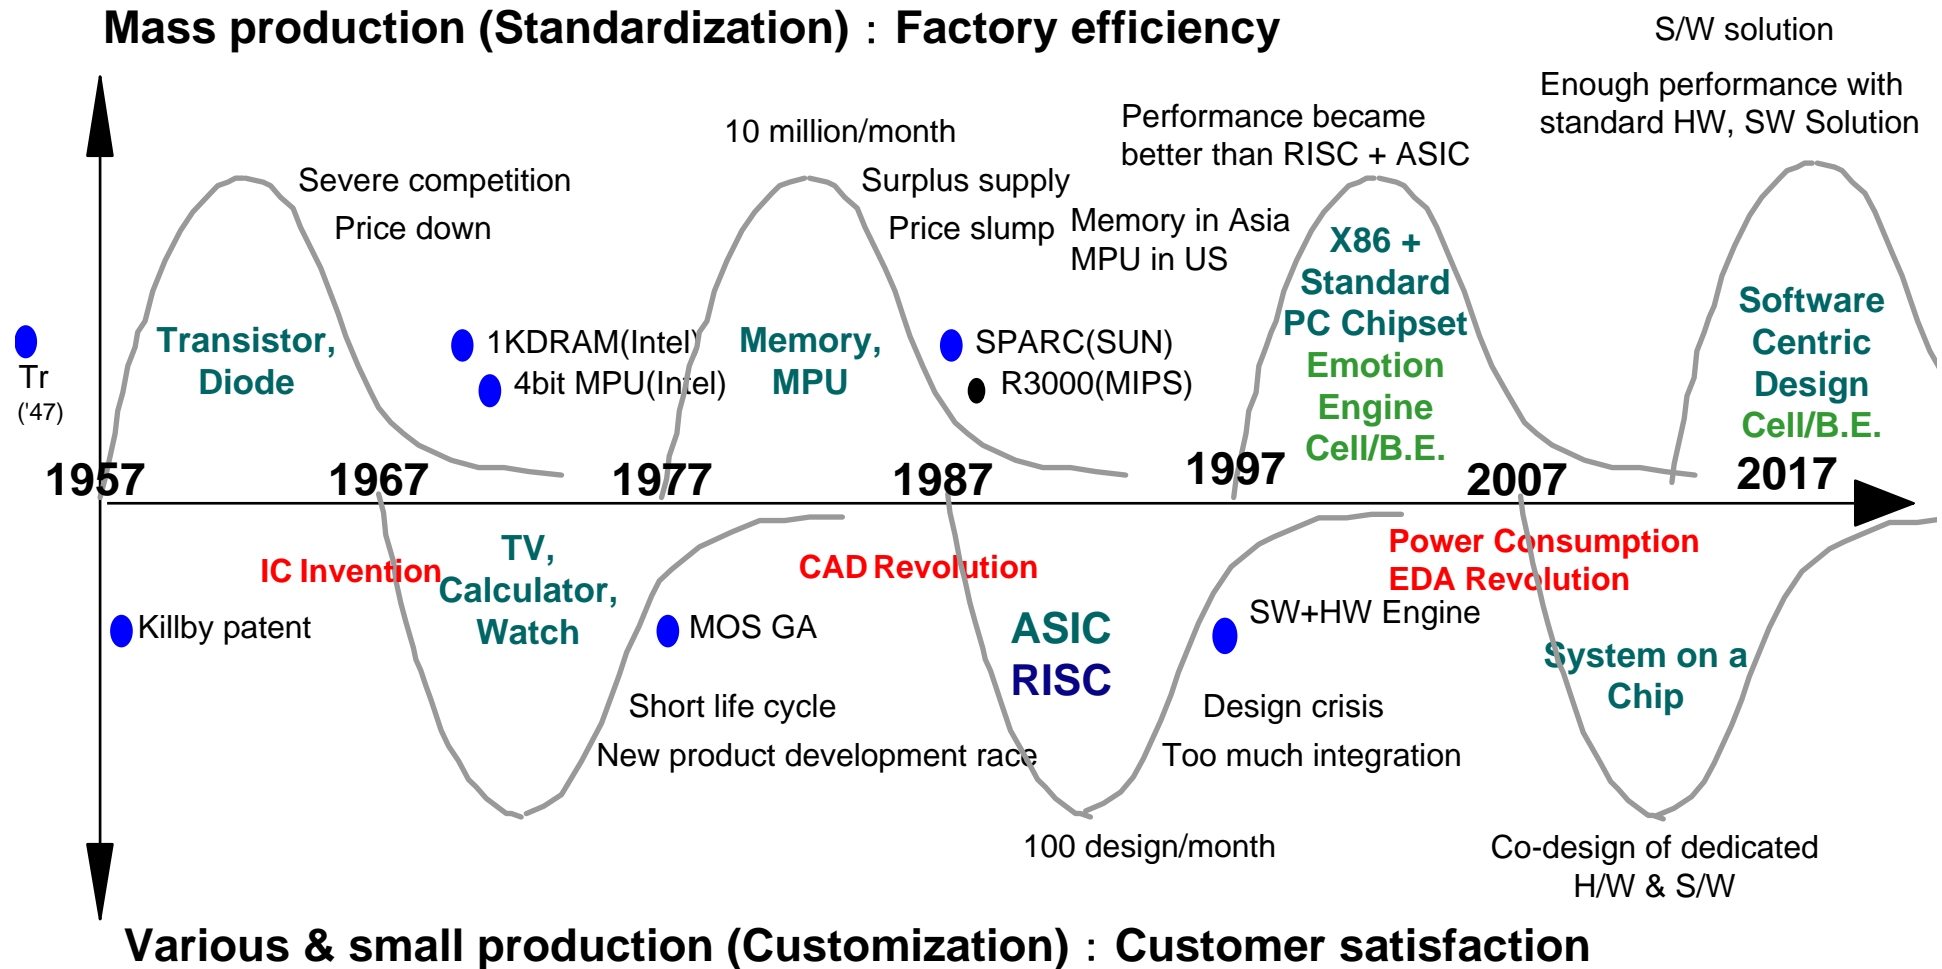 Mass production (Standardization) : Factory efficiency
S/W solution
Enough performance with
standard HW, SW Solution
10 million/month
Performance became
better than RISC + ASIC
Severe competition
Price down
Surplus supply
Price slump
Memory in Asia
MPU in US
X86 +
Standard
PC Chipset
Emotion
Engine
Cell/B.E.
Software
Centric
Design
Cell/B.E.
Tr
('47)
Transistor,
Diode
1KDRAM(Intel)
4bit MPU(Intel)
Memory,
MPU
SPARC(SUN)
R3000(MIPS)
1957
1967
1977
1987
1997
2007
2017
IC Invention
TV,
Calculator,
Watch
CAD Revolution
Power Consumption
EDA Revolution
Killby patent
MOS GA
ASIC
RISC
SW+HW Engine
System on a
Chip
Short life cycle
New product development race
Design crisis
Too much integration
100 design/month
Co-design of dedicated
H/W & S/W
Various & small production (Customization) : Customer satisfaction